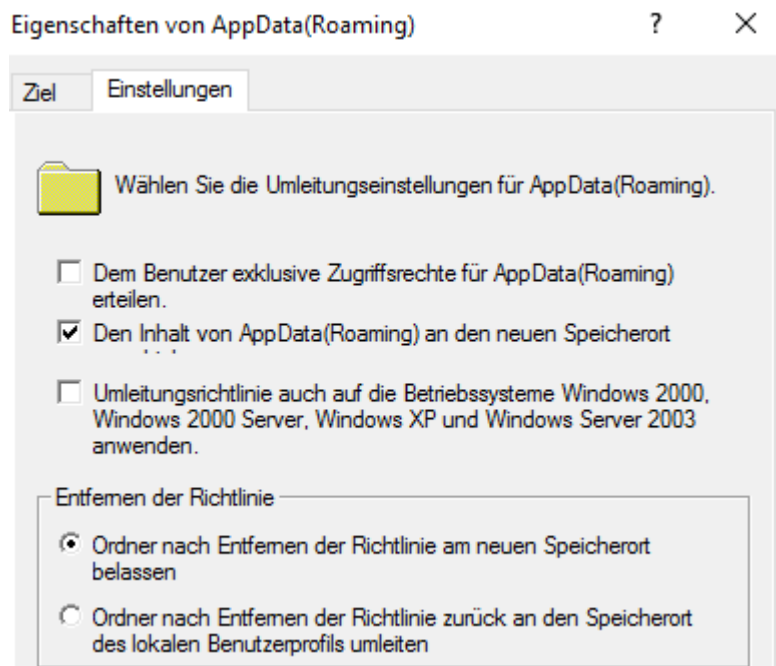 Eigenschaften von AppData(Roaming)
?
Ziel
Einstellungen
Wählen Sie die Umleitungseinstellungen für AppData(Roaming).
Dem Benutzer exklusive Zugriffsrechte für AppData(Roaming)
erteilen.
Den Inhalt von AppData(Roaming) an den neuen Speicherort
Umleitungsrichtlinie auch auf die Betriebssysteme Windows 2000,
Windows 2000 Server, Windows XP und Windows Server 2003
anwenden.
Entfernen der Richtlinie
Ordner nach Entfernen der Richtlinie am neuen Speicherort
belassen
Ordner nach Entfernen der Richtlinie zurück an den Speicherort
des lokalen Benutzerprofils umleiten